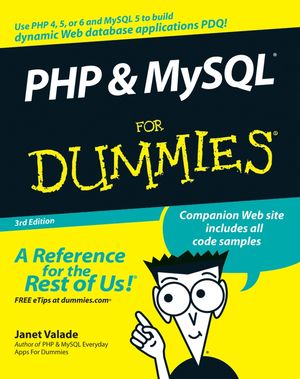 Use PHP 4, 5, or 6 and MySQL 5 to build
dynamic Web database applications PDQ!
PHP & MySQL®
FOR
DUMMIES®
3rd Edition
Companion Web site
includes all
code samples
A Reference
for the
Rest of Us!®
FREE eTips at dummies.com®
Janet Valade
Author of PHP & MySQL Everyday
Apps For Dummies